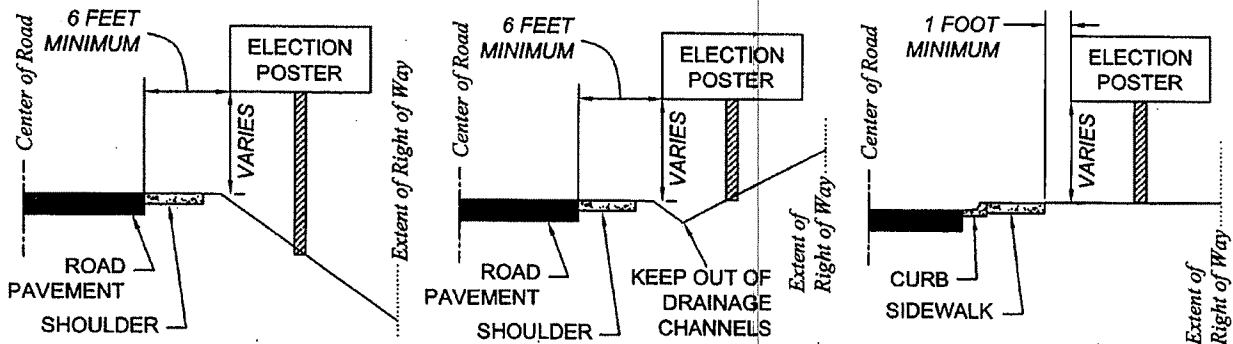 Center of Road
6 FEET
MINIMUM
ELECTION
POSTER
VARIES
Extent of Right of Way
ROAD
PAVEMENT
SHOULDER
Center of Road
6 FEET
MINIMUM
ELECTION
POSTER
VARIES
Extent of
Right of Way
ROAD
PAVEMENT
SHOULDER
KEEP OUT OF
DRAINAGE
CHANNELS
Center of Road
1 FOOT
MINIMUM
ELECTION
POSTER
VARIES
CURB
SIDEWALK
Extent of
Right of Way